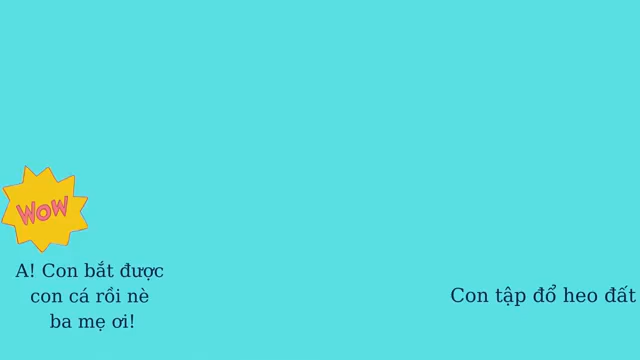 WOW
A! Con bắt được
con cá rồi nè
ba mẹ ơi!
Con tập đổ heo đất